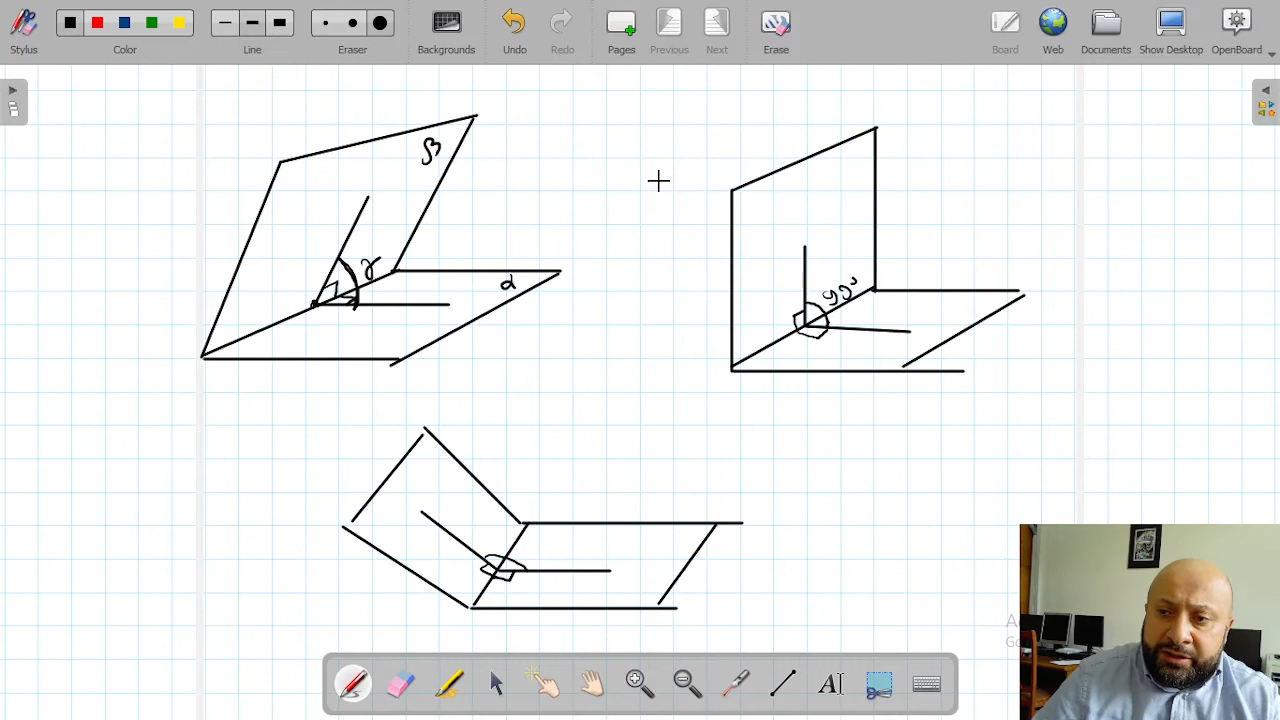 Stylus
Color
Line
Eraser
Backgrounds
Undo
Redo
Pages
Previous
Next
Erase
Board
Web
Documents
Show Desktop
OpenBoard
β
γ
α
90°